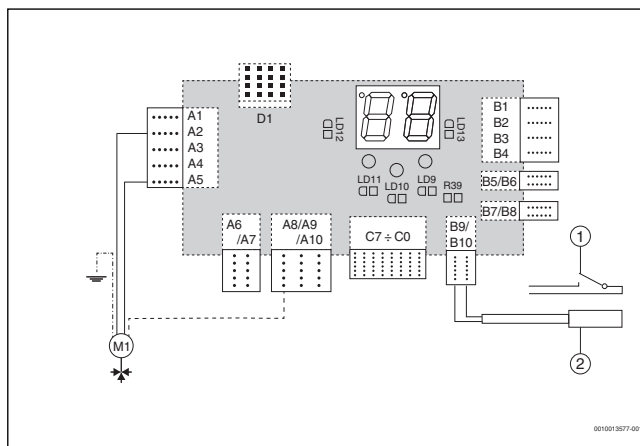 D1
A1
A2
A3
A4
A5
LD12
88
LD13
B1
B2
B3
B4
LD11
LD10
LD9
R39
B5/B6
B7/B8
A6
/A7
A8/A9
/A10
C7 ÷ C0
B9/
B10
1
2
M1
0010013577-001